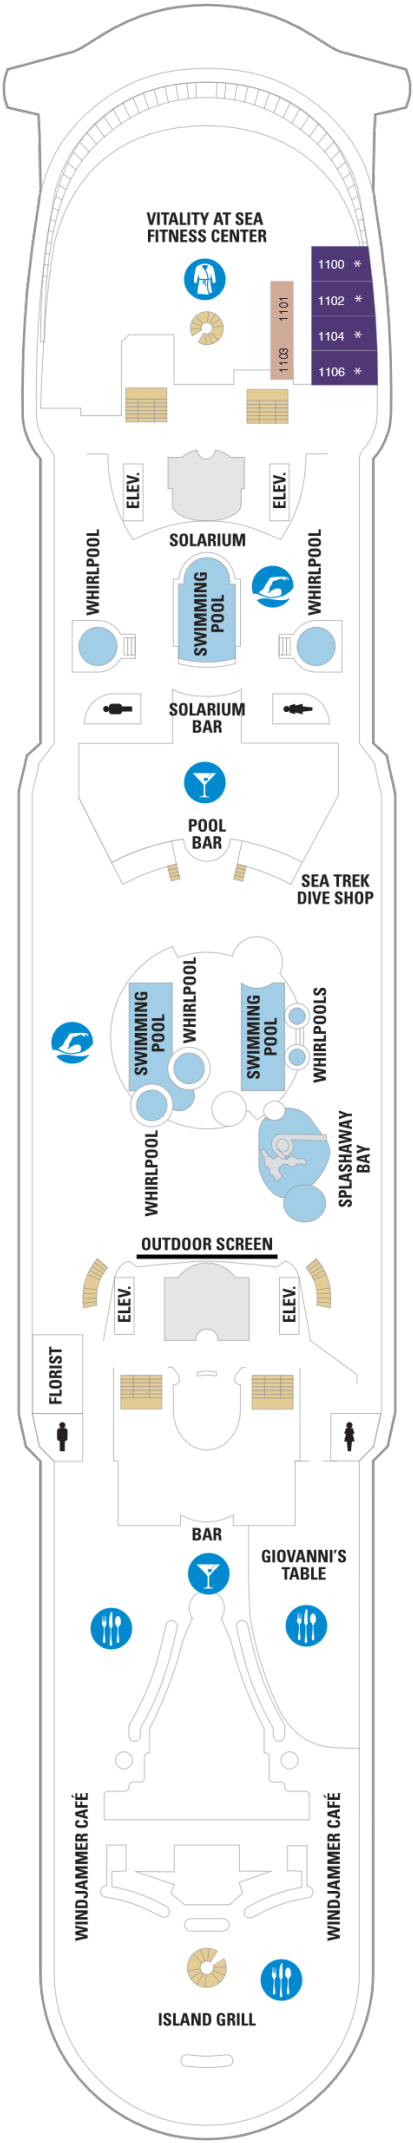 VITALITY AT SEA
FITNESS CENTER
1100 *
1102 *
1104 *
1106 *
1101
1103
ELEV.
ELEV.
SOLARIUM
WHIRLPOOL
SWIMMING
POOL
WHIRLPOOL
SOLARIUM
BAR
POOL
BAR
SEA TREK
DIVE SHOP
SWIMMING
POOL
WHIRLPOOL
SWIMMING
POOL
WHIRLPOOLS
WHIRLPOOL
SPLASHAWAY
BAY
OUTDOOR SCREEN
ELEV.
ELEV.
FLORIST
BAR
GIOVANNI'S
TABLE
WINDJAMMER CAFÉ
WINDJAMMER CAFÉ
ISLAND GRILL